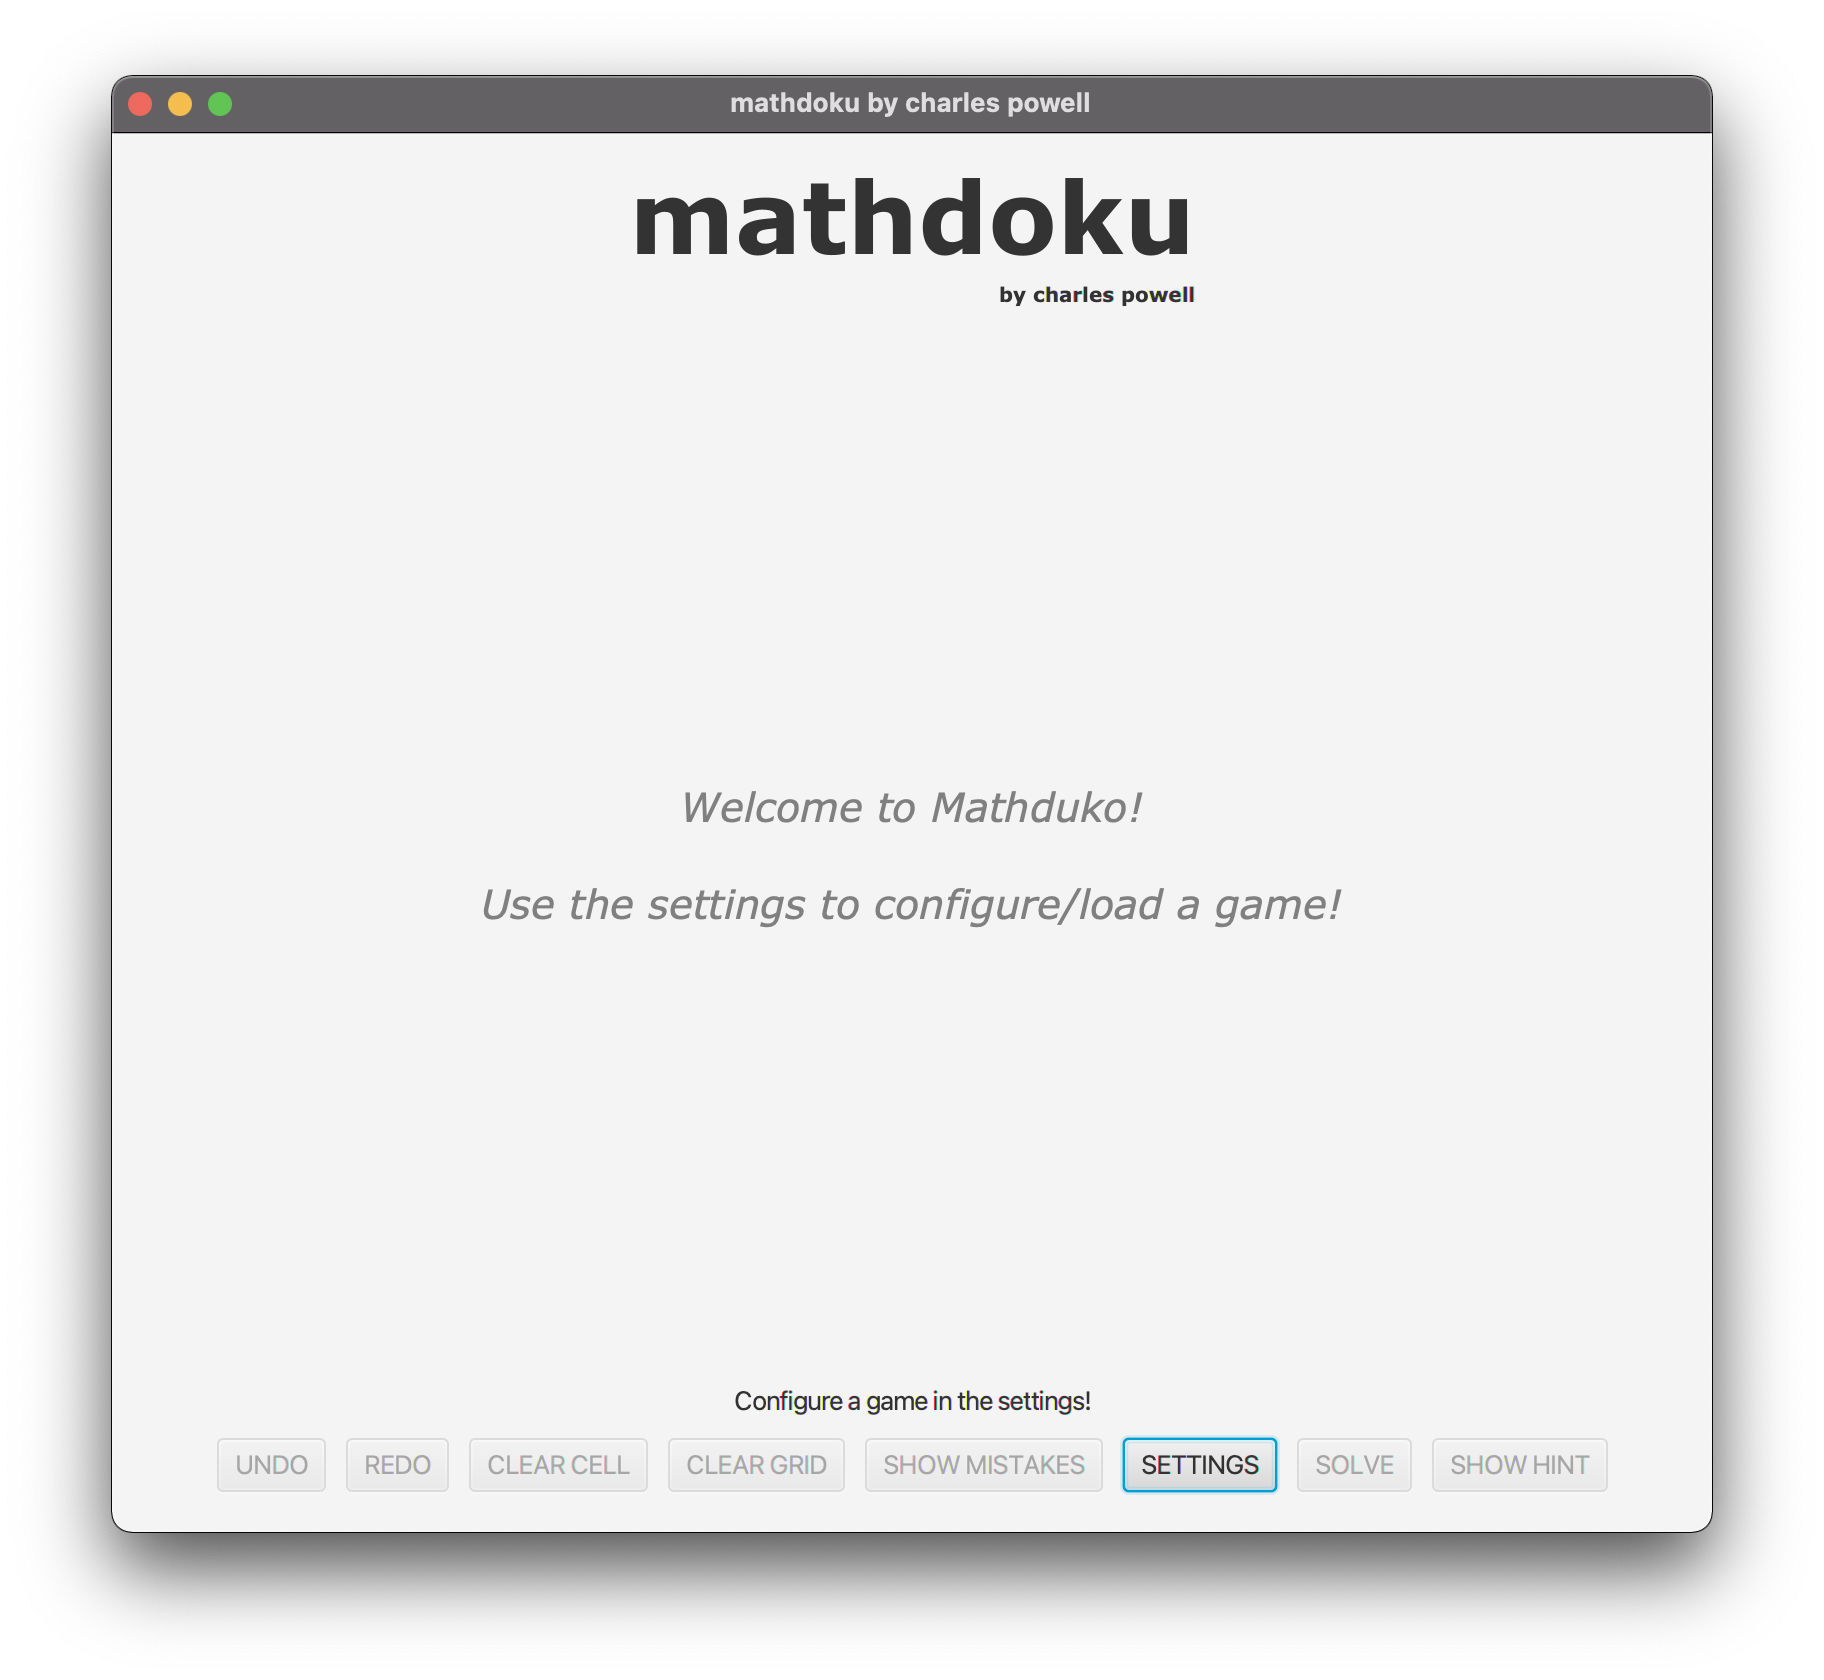 mathdoku by charles powell
mathdoku
by charles powell
Welcome to Mathduko!
Use the settings to configure/load a game!
Configure a game in the settings!
UNDO REDO CLEAR CELL CLEAR GRID SHOW MISTAKES SETTINGS SOLVE SHOW HINT